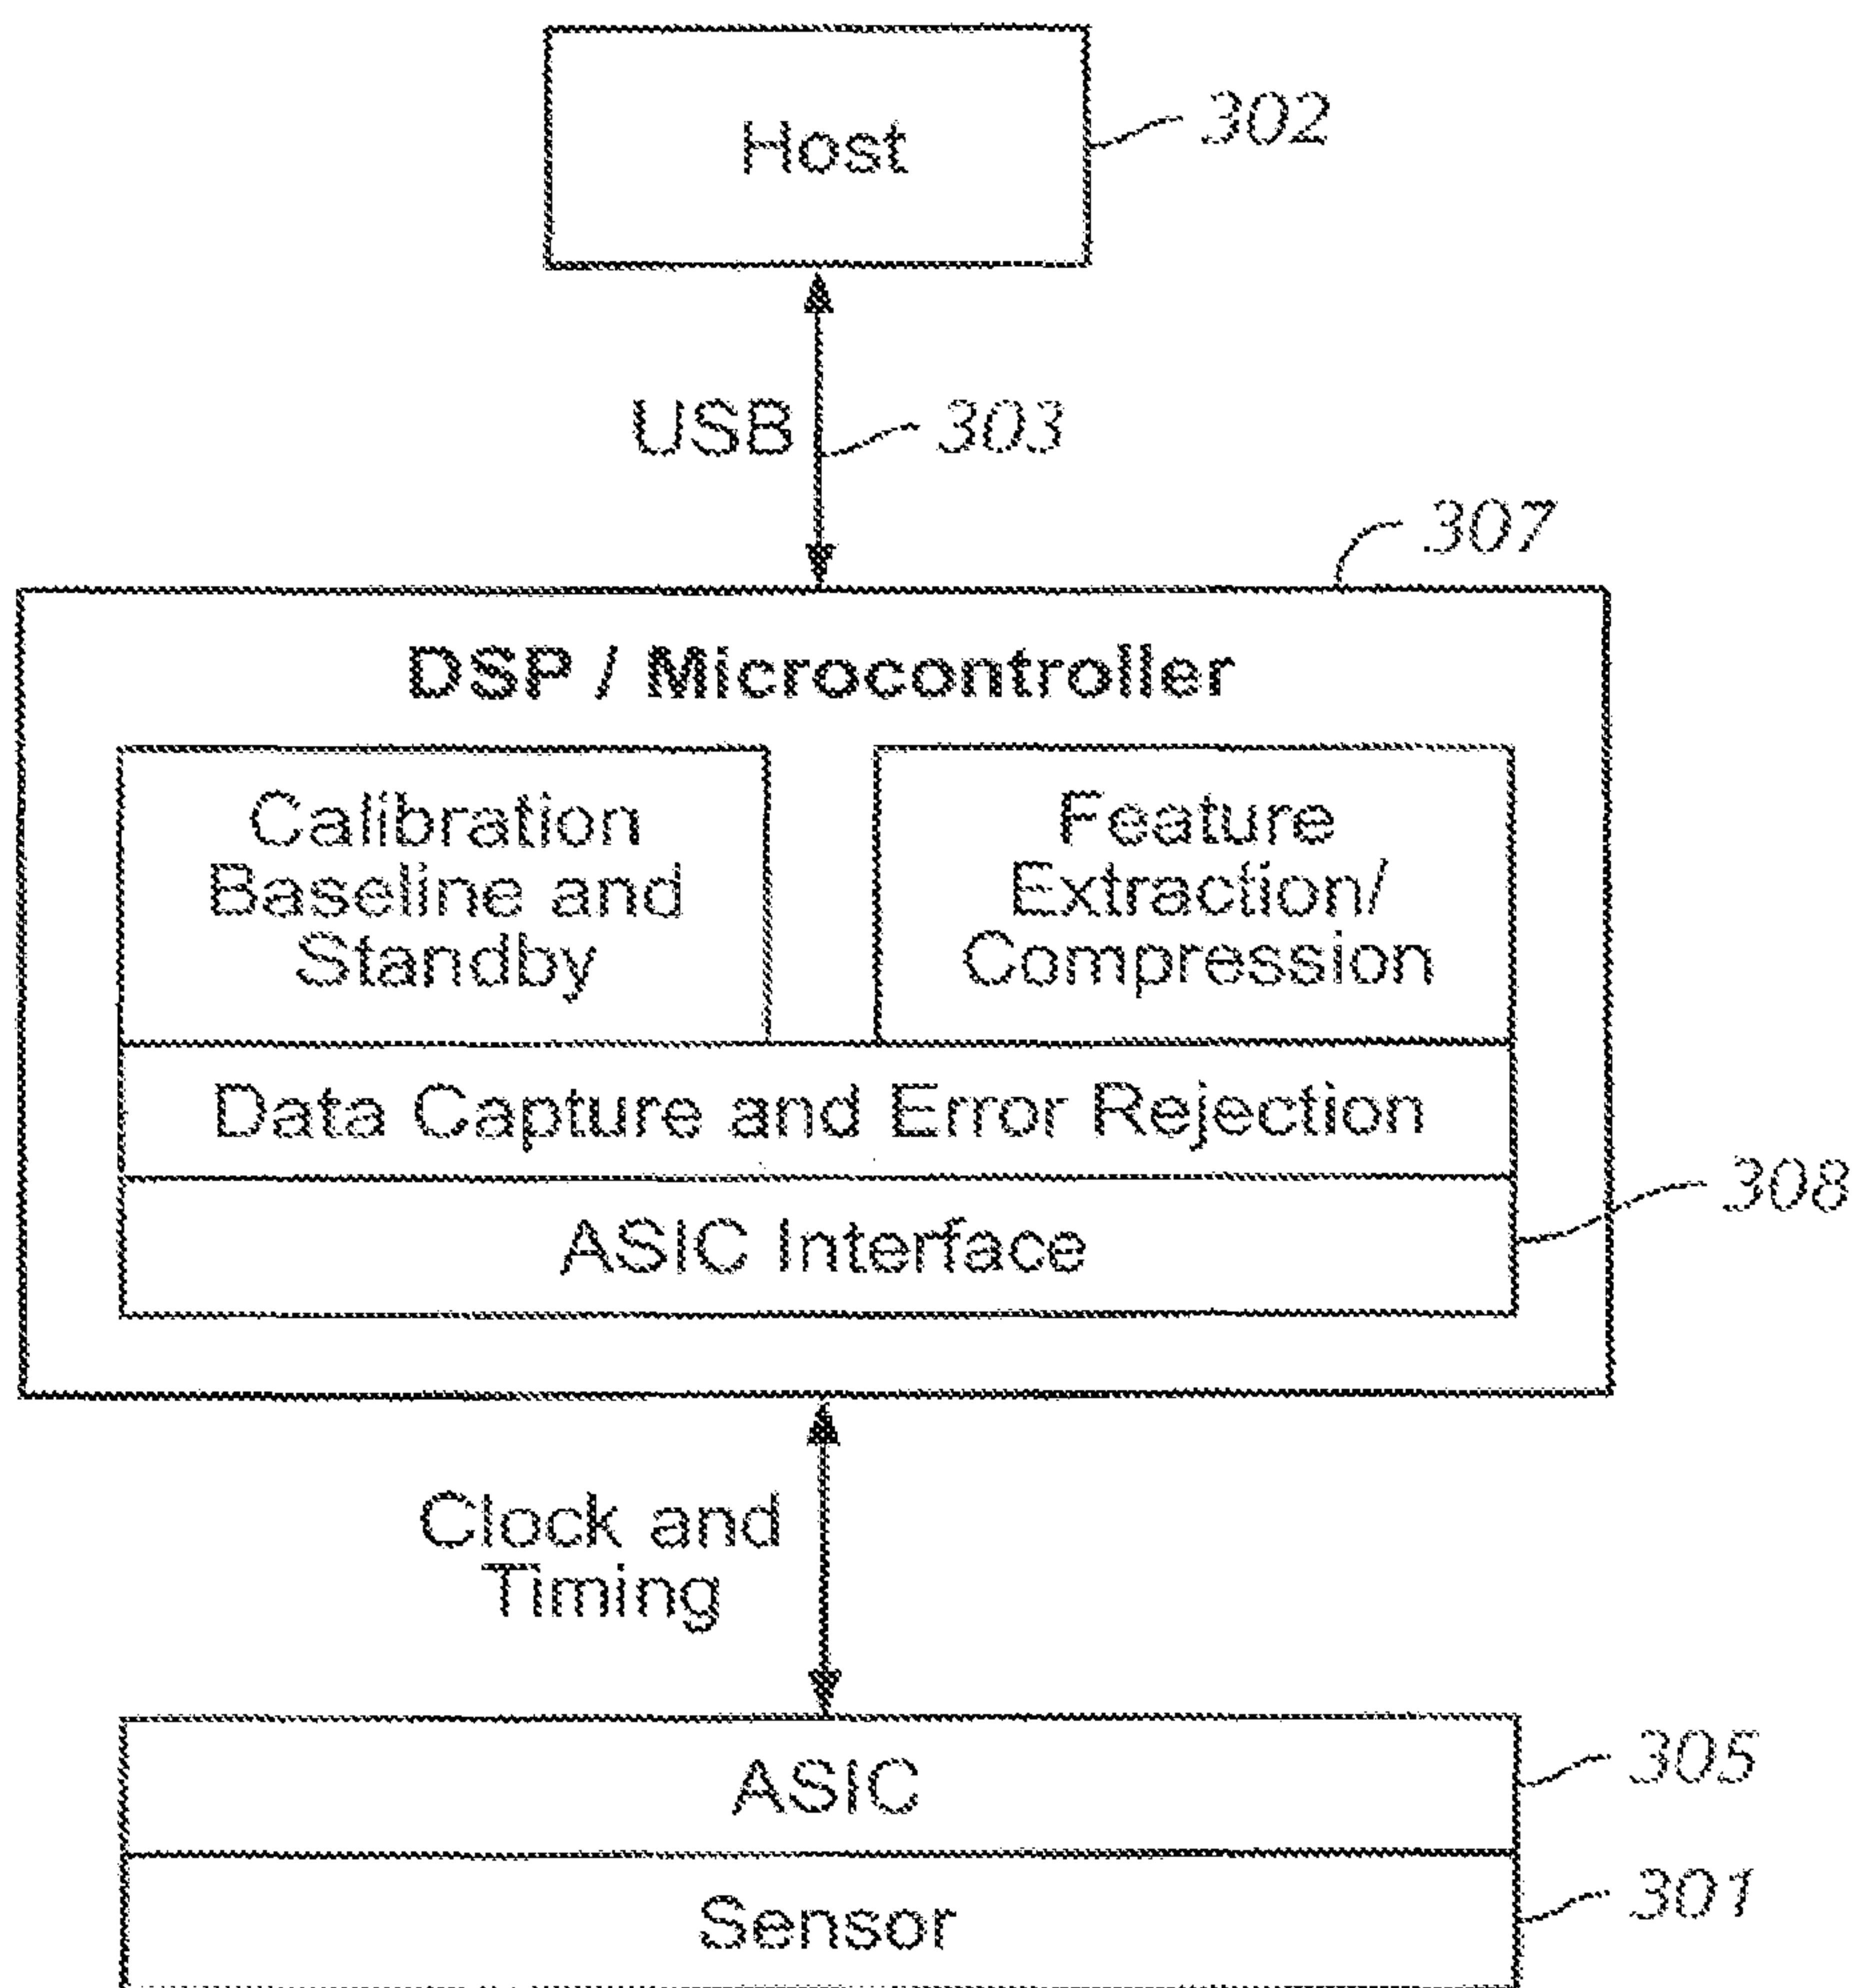 Host
302
USB
303
307
DSP / Microcontroller
Calibration
Baseline and
Standby
Feature
Extraction/
Compression
Data Capture and Error Rejection
308
ASIC Interface
Clock and
Timing
ASIC
305
Sensor
301